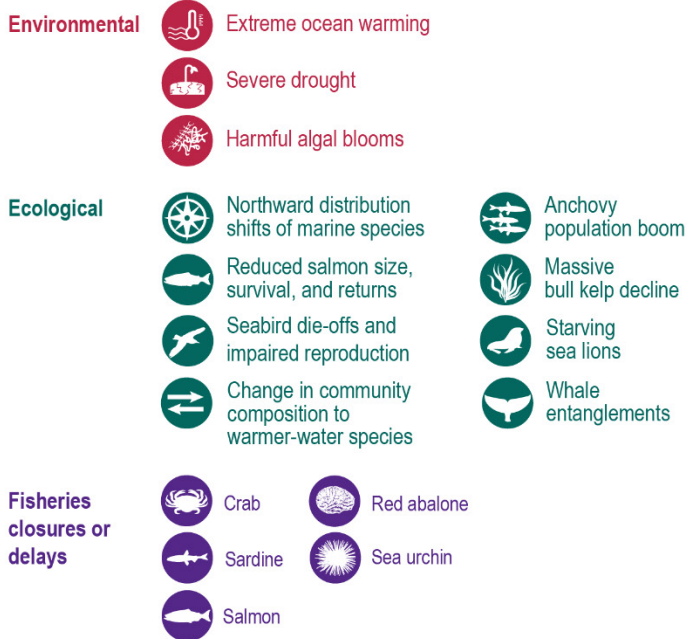 Environmental
Extreme ocean warming
Severe drought
Harmful algal blooms
Ecological
Northward distribution
shifts of marine species
Reduced salmon size,
survival, and returns
Seabird die-offs and
impaired reproduction
Change in community
composition to
warmer-water species
Anchovy
population boom
Massive
bull kelp decline
Starving
sea lions
Whale
entanglements
Fisheries
closures or
delays
Crab
Sardine
Salmon
Red abalone
Sea urchin